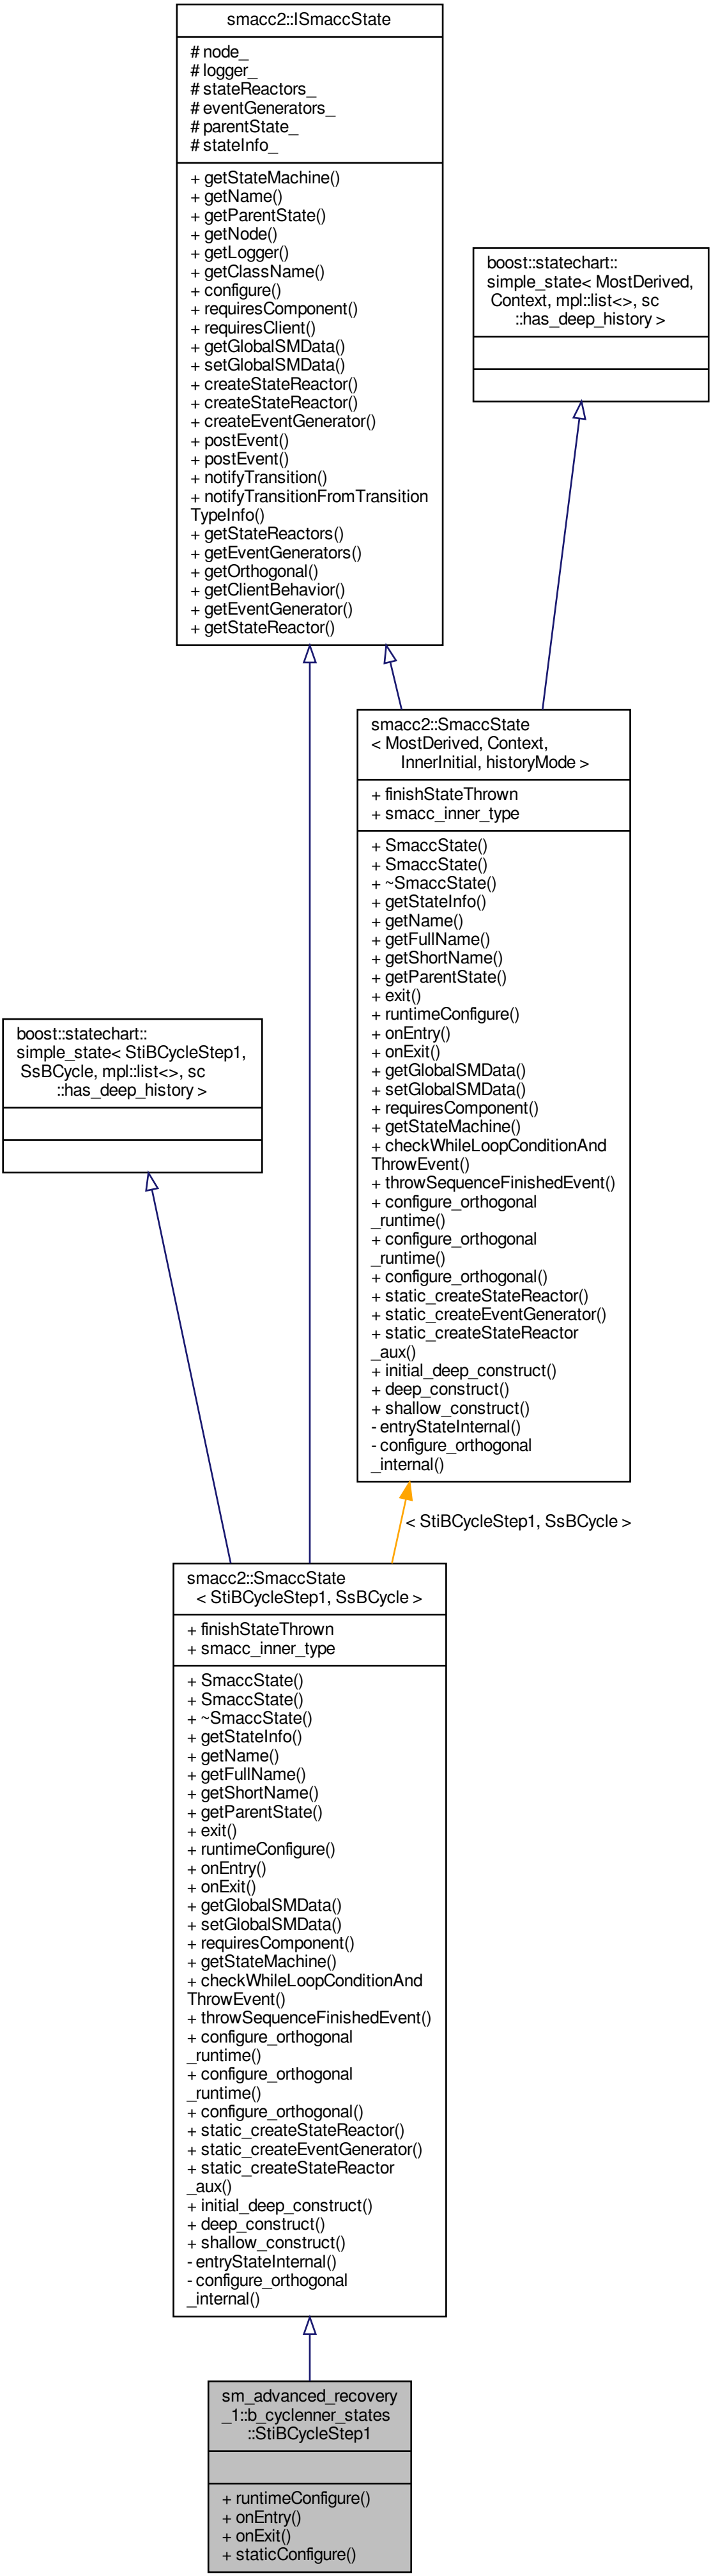 smacc2::ISmaccState
# node_
# logger_
# stateReactors_
# eventGenerators_
# parentState_
# stateInfo_
+ getStateMachine()
+ getName()
+ getParentState()
+ getNode()
+ getLogger()
+ getClassName()
+ configure()
+ requiresComponent()
+ requiresClient()
+ getGlobalSMData()
+ setGlobalSMData()
+ createStateReactor()
+ createStateReactor()
+ createEventGenerator()
+ postEvent()
+ postEvent()
+ notifyTransition()
+ notifyTransitionFromTransition
TypeInfo()
+ getStateReactors()
+ getEventGenerators()
+ getOrthogonal()
+ getClientBehavior()
+ getEventGenerator()
+ getStateReactor()
boost::statechart::
simple_state< MostDerived,
Context, mpl::list<>, sc
::has_deep_history >
smacc2::SmaccState
< MostDerived, Context,
InnerInitial, historyMode >
+ finishStateThrown
+ smacc_inner_type
+ SmaccState()
+ SmaccState()
+ ~SmaccState()
+ getStateInfo()
+ getName()
+ getFullName()
+ getShortName()
+ getParentState()
+ exit()
+ runtimeConfigure()
+ onEntry()
+ onExit()
+ getGlobalSMData()
+ setGlobalSMData()
+ requiresComponent()
+ getStateMachine()
+ checkWhileLoopConditionAnd
ThrowEvent()
+ throwSequenceFinishedEvent()
+ configure_orthogonal
_runtime()
+ configure_orthogonal
_runtime()
+ configure_orthogonal()
+ static_createStateReactor()
+ static_createEventGenerator()
+ static_createStateReactor
_aux()
+ initial_deep_construct()
+ deep_construct()
+ shallow_construct()
- entryStateInternal()
- configure_orthogonal
_internal()
boost::statechart::
simple_state< StiBCycleStep1,
SsBCycle, mpl::list<>, sc
::has_deep_history >
< StiBCycleStep1, SsBCycle >
smacc2::SmaccState
< StiBCycleStep1, SsBCycle >
+ finishStateThrown
+ smacc_inner_type
+ SmaccState()
+ SmaccState()
+ ~SmaccState()
+ getStateInfo()
+ getName()
+ getFullName()
+ getShortName()
+ getParentState()
+ exit()
+ runtimeConfigure()
+ onEntry()
+ onExit()
+ getGlobalSMData()
+ setGlobalSMData()
+ requiresComponent()
+ getStateMachine()
+ checkWhileLoopConditionAnd
ThrowEvent()
+ throwSequenceFinishedEvent()
+ configure_orthogonal
_runtime()
+ configure_orthogonal
_runtime()
+ configure_orthogonal()
+ static_createStateReactor()
+ static_createEventGenerator()
+ static_createStateReactor
_aux()
+ initial_deep_construct()
+ deep_construct()
+ shallow_construct()
- entryStateInternal()
- configure_orthogonal
_internal()
sm_advanced_recovery
_1::b_cyclenner_states
::StiBCycleStep1
+ runtimeConfigure()
+ onEntry()
+ onExit()
+ staticConfigure()